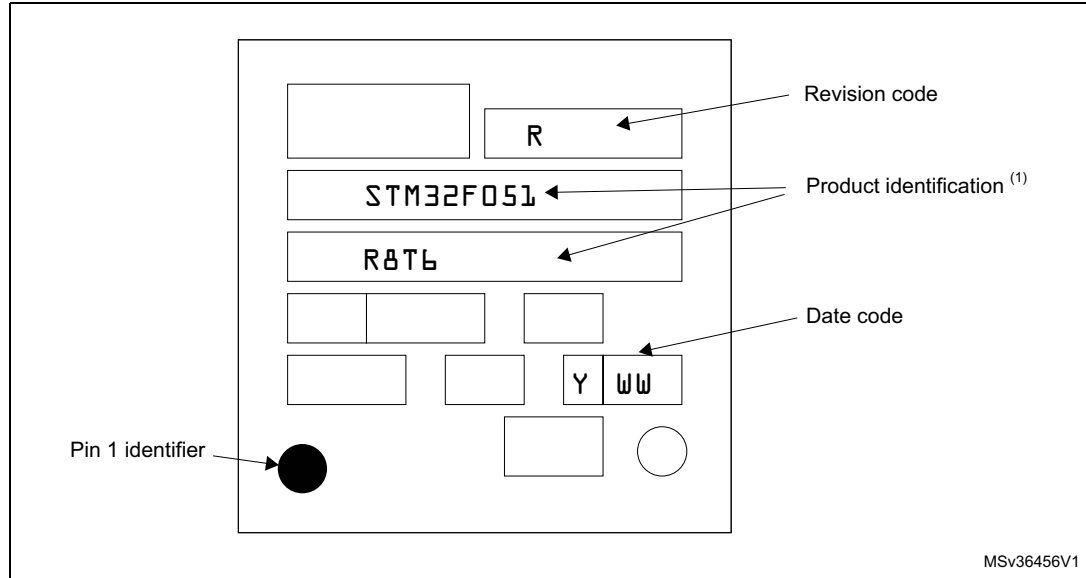 Revision code
R
STM32F051
Product identification (1)
R8T6
Date code
Y WW
Pin 1 identifier
MSv36456V1